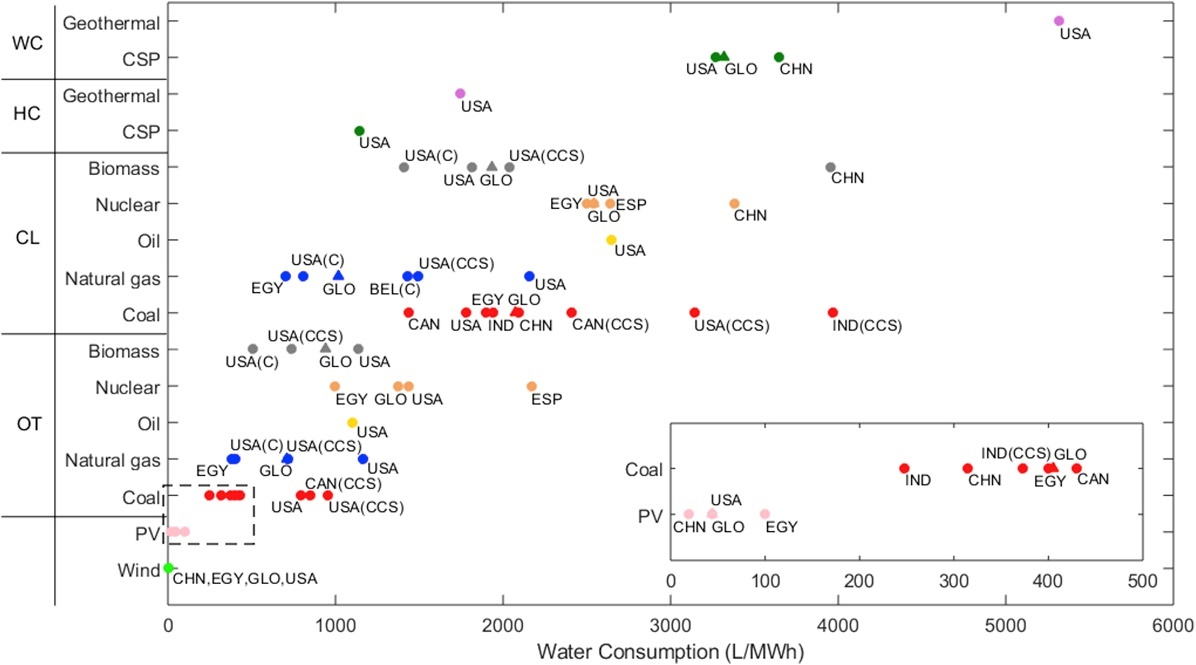 WC
Geothermal
USA
CSP
USA GLO
CHN
HC
Geothermal
USA
CSP
USA
CL
Biomass
USA(C)
USA GLO
USA(CCS)
CHN
Nuclear
EGY
USA
GLO
ESP
CHN
Oil
USA
Natural gas
EGY
USA(C)
GLO
BEL(C)
USA(CCS)
USA
Coal
CAN
USA IND CHN
EGY GLO
CAN(CCS)
USA(CCS)
IND(CCS)
OT
Biomass
USA(C)
USA(CCS)
GLO USA
Nuclear
EGY GLO USA
ESP
Oil
USA
Natural gas
EGY
USA(C)
GLO
USA(CCS)
USA
Coal
USA
CAN(CCS)
USA(CCS)
PV
Wind
CHN,EGY,GLO,USA
Coal
IND
CHN
IND(CCS) GLO
EGY
CAN
PV
USA
CHN GLO
EGY
0 100 200 300 400 500
0 1000 2000 3000 4000 5000 6000
Water Consumption (L/MWh)